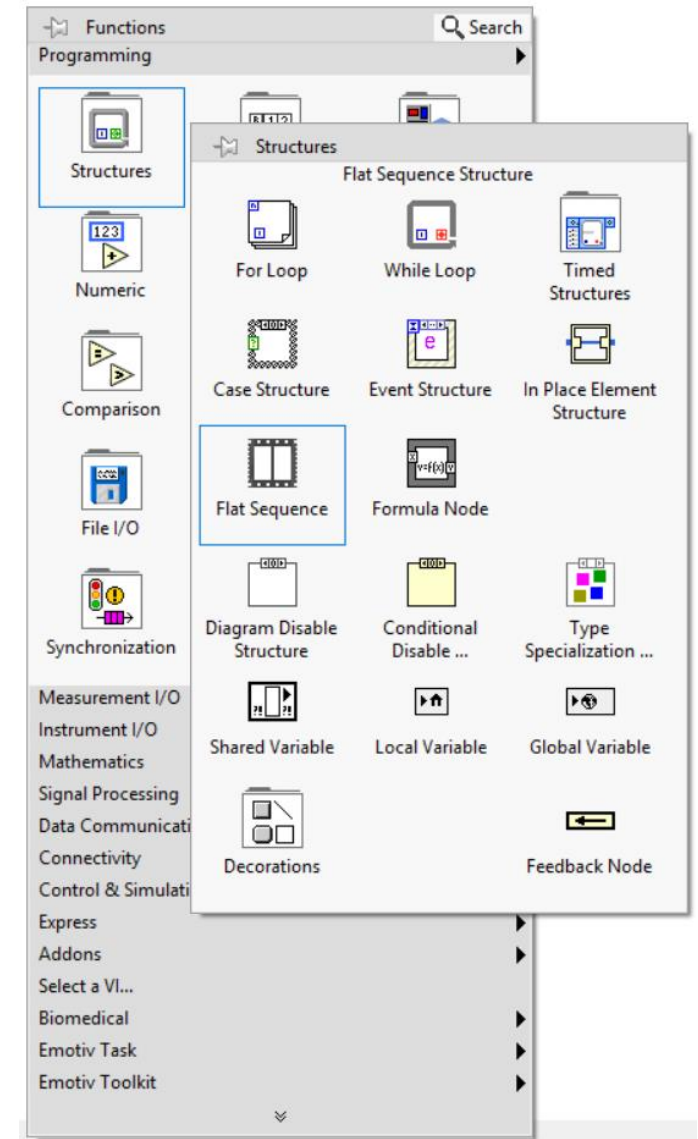 Functions
Search
Programming
Structures
Numeric
Comparison
File I/O
Synchronization
Measurement I/O
Instrument I/O
Mathematics
Signal Processing
Data Communicati
Connectivity
Control & Simulati
Express
Addons
Select a VI...
Biomedical
Emotiv Task
Emotiv Toolkit
Structures
Flat Sequence Structure
For Loop
While Loop
Timed
Structures
Case Structure
Event Structure
In Place Element
Structure
Flat Sequence
Formula Node
Diagram Disable
Structure
Conditional
Disable ...
Type
Specialization ...
Shared Variable
Local Variable
Global Variable
Decorations
Feedback Node